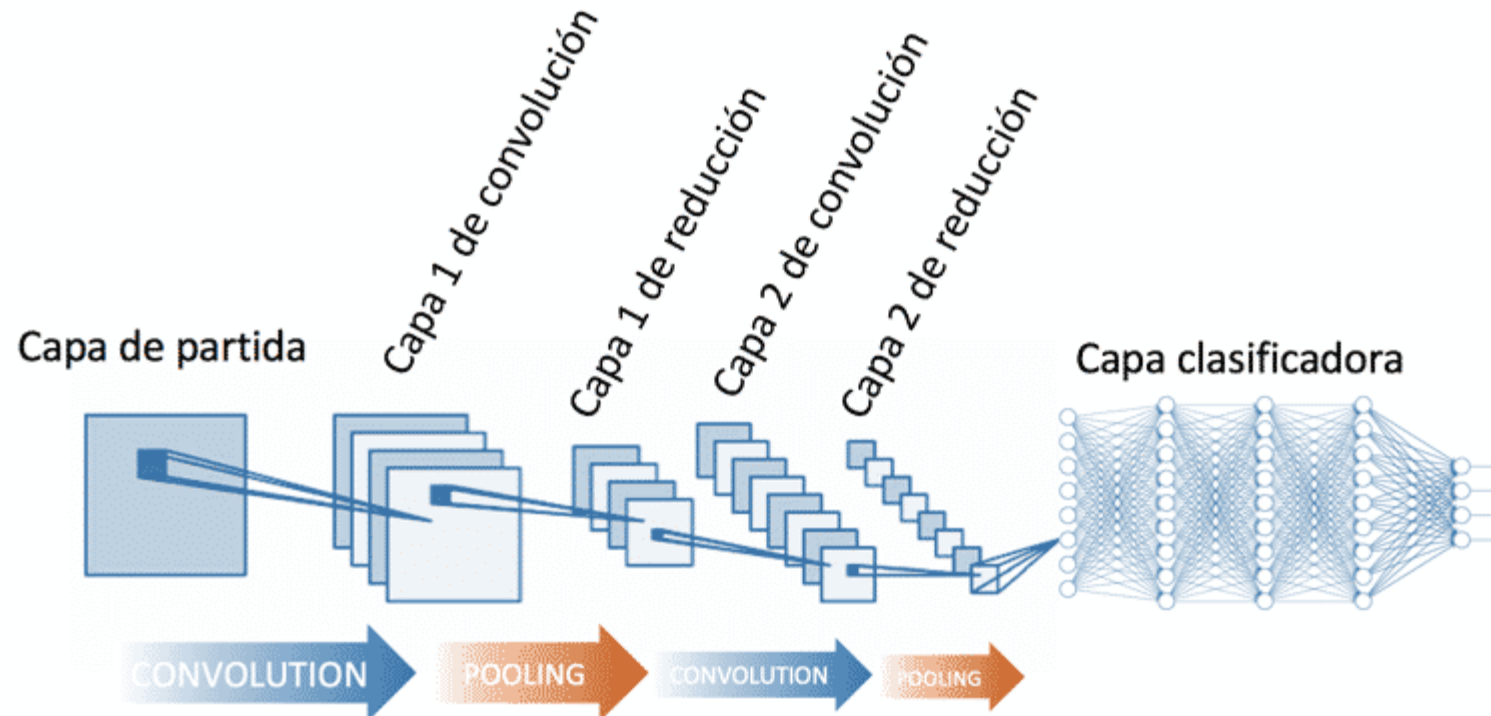 Capa de partida
Capa 1 de convolución
Capa 1 de reducción
Capa 2 de convolución
Capa 2 de reducción
Capa clasificadora
CONVOLUTION
POOLING
CONVOLUTION
POOLING